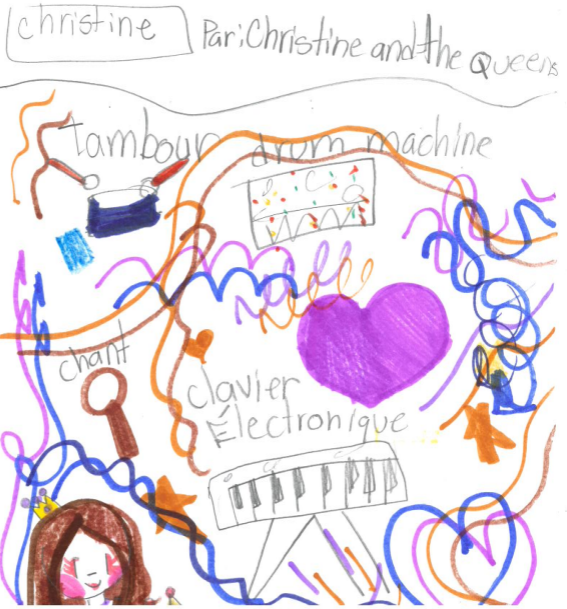 christine
Par: Christine and the Queens
tambour drum machine
chant
clavier
Électronique